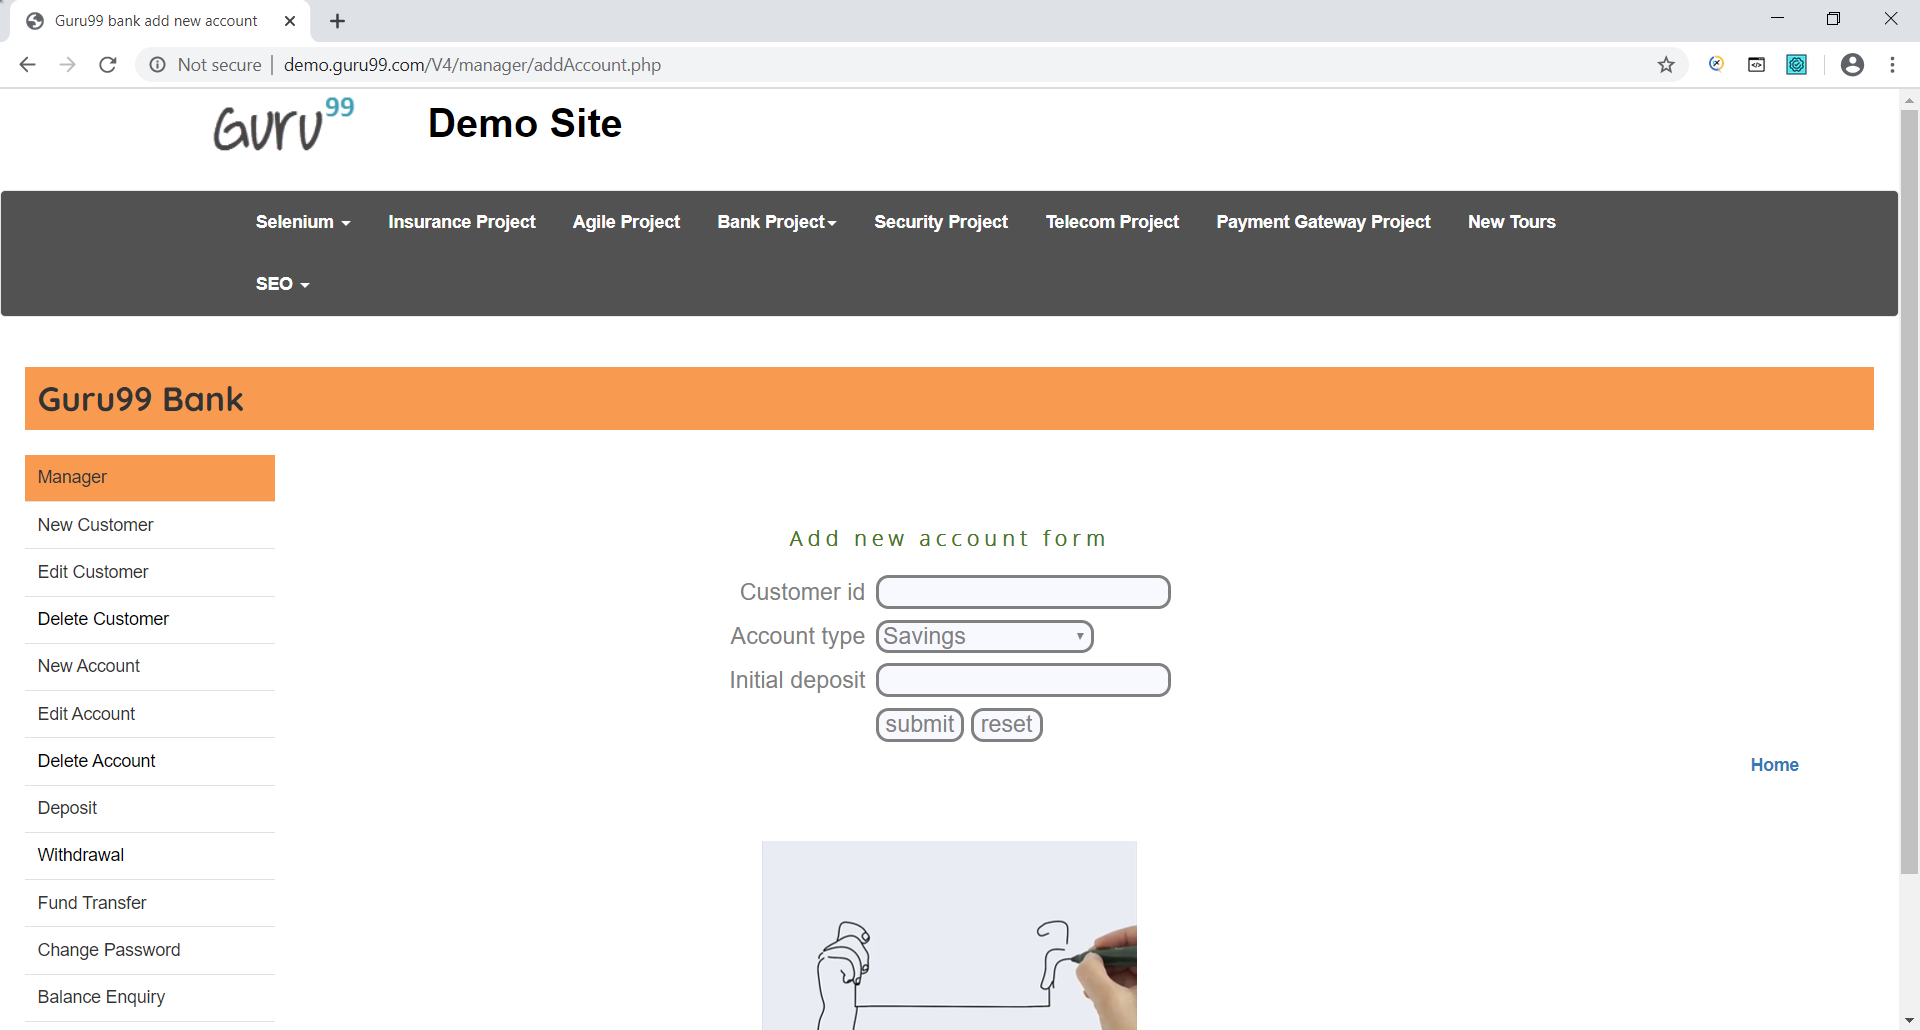 Guru99 bank add new account
Not secure | demo.guru99.com/V4/manager/addAccount.php
Guru99 Demo Site
Selenium Insurance Project Agile Project Bank Project Security Project Telecom Project Payment Gateway Project New Tours
SEO
Guru99 Bank
Manager
New Customer
Edit Customer
Delete Customer
New Account
Edit Account
Delete Account
Deposit
Withdrawal
Fund Transfer
Change Password
Balance Enquiry
Add new account form
Customer id
Account type Savings
Initial deposit
submit reset
Home